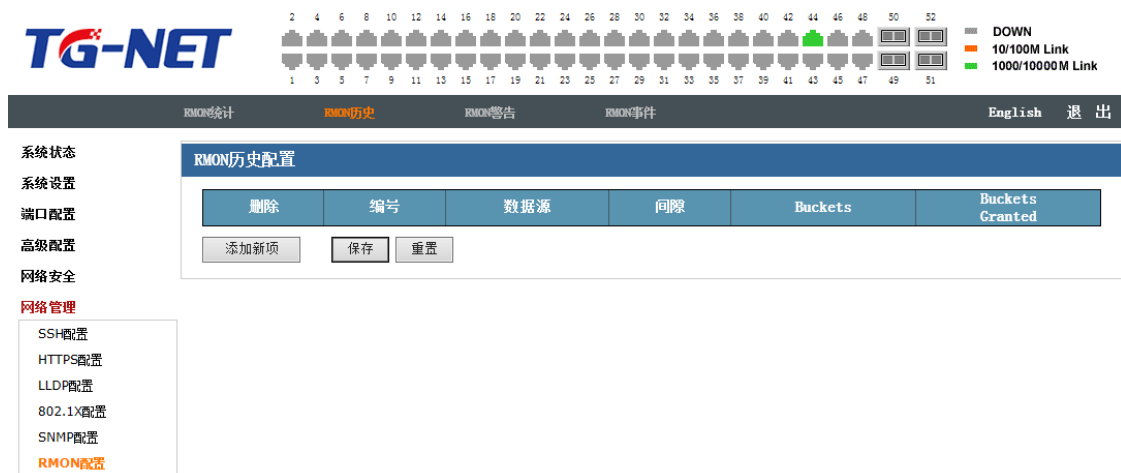 TG-NET
2 4 6 8 10 12 14 16 18 20 22 24 26 28 30 32 34 36 38 40 42 44 46 48 50 52
1 3 5 7 9 11 13 15 17 19 21 23 25 27 29 31 33 35 37 39 41 43 45 47 49 51
DOWN
10/100M Link
1000/10000M Link
RMON统计 RMON历史 RMON警告 RMON事件 English 退 出
系统状态
系统设置
端口配置
高级配置
网络安全
网络管理
SSH配置
HTTPS配置
LLDP配置
802.1X配置
SNMP配置
RMON配置
RMON历史配置
删除 编号 数据源 间隙 Buckets Buckets
Granted
添加新项 保存 重置